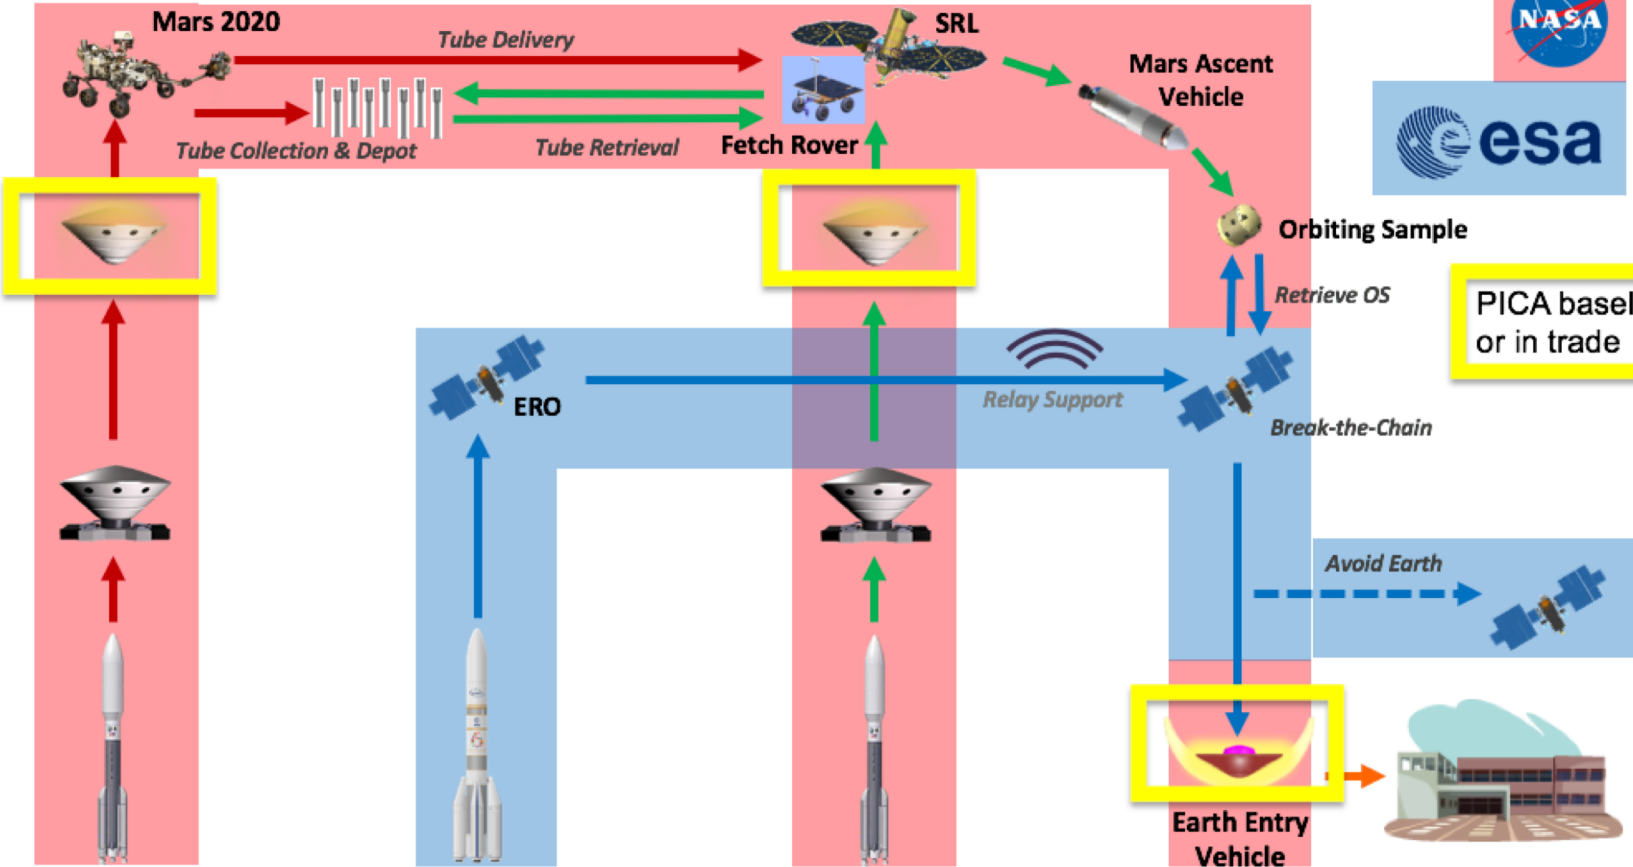 Mars 2020
Tube Delivery
SRL
NASA
Mars Ascent
Vehicle
esa
Tube Collection & Depot
Tube Retrieval
Fetch Rover
Orbiting Sample
Retrieve OS
PICA basel
or in trade
ERO
Relay Support
Break-the-Chain
Avoid Earth
Earth Entry
Vehicle